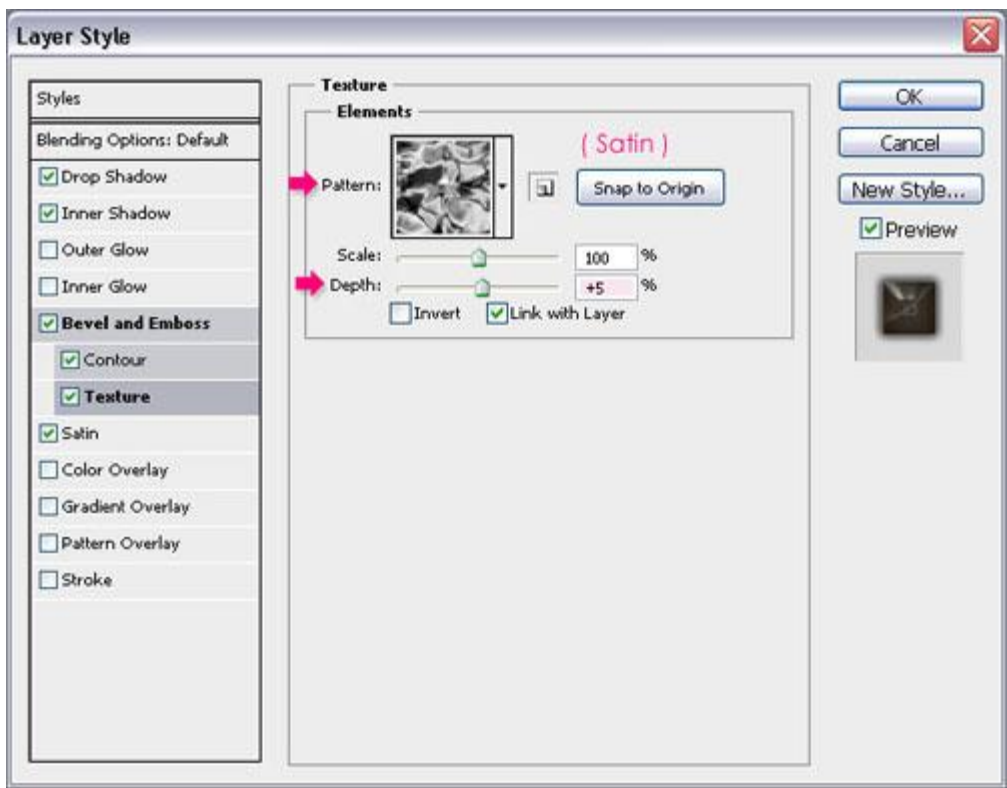 Layer Style
Styles
Blending Options: Default
Drop Shadow
Inner Shadow
Outer Glow
Inner Glow
Bevel and Emboss
Contour
Texture
Satin
Color Overlay
Gradient Overlay
Pattern Overlay
Stroke
Texture
Elements
( Satin )
Pattern:
Snap to Origin
Scale: 100 %
Depth: +5 %
Invert Link with Layer
OK
Cancel
New Style...
Preview